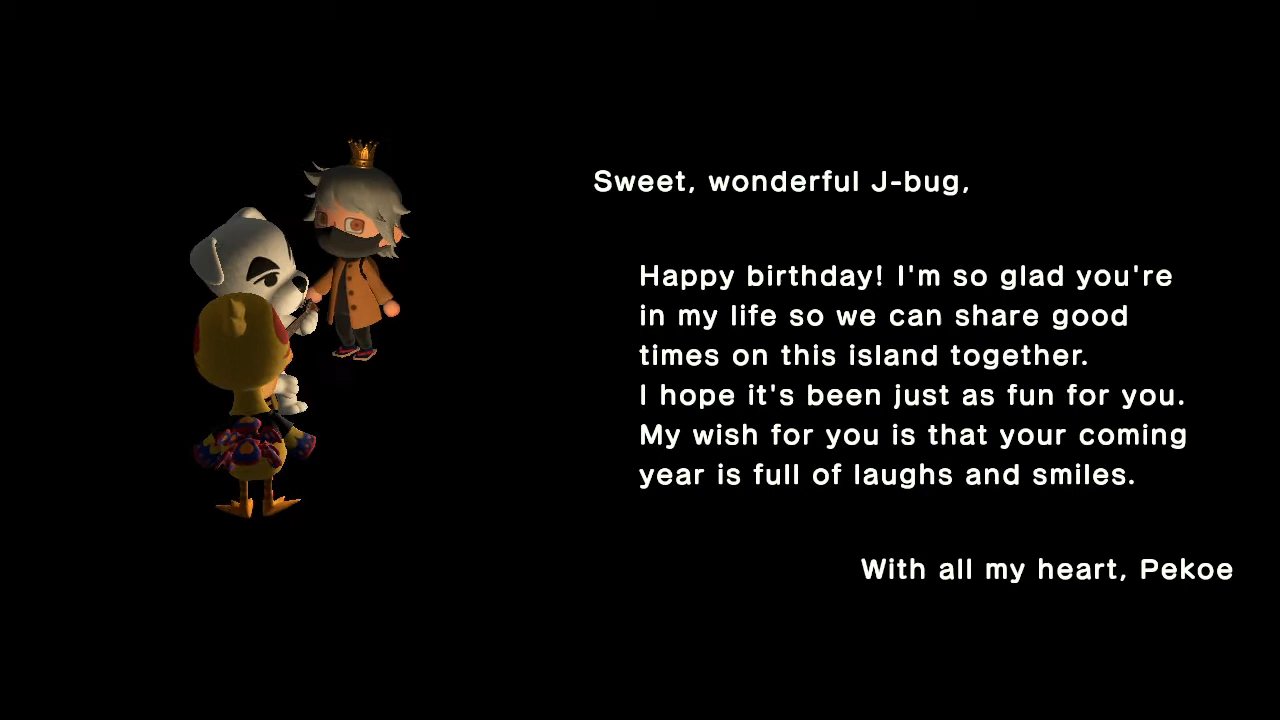 Sweet, wonderful J-bug,
Happy birthday! I'm so glad you're
in my life so we can share good
times on this island together.
I hope it's been just as fun for you.
My wish for you is that your coming
year is full of laughs and smiles.
With all my heart, Pekoe